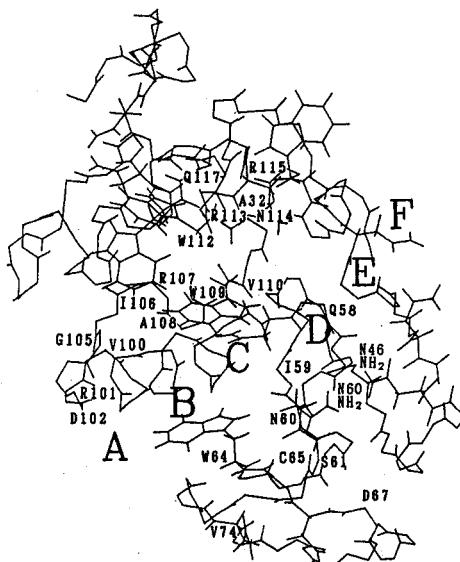 Q117 R115
A32
R113 N114 F
W112
E
R107 W109 V110
I106 Q58
A108 D
G105 V100 N46
C I59 NH2
R101 B N60
D102 N60 NH2
A
W64 C65 S61
D67
V74